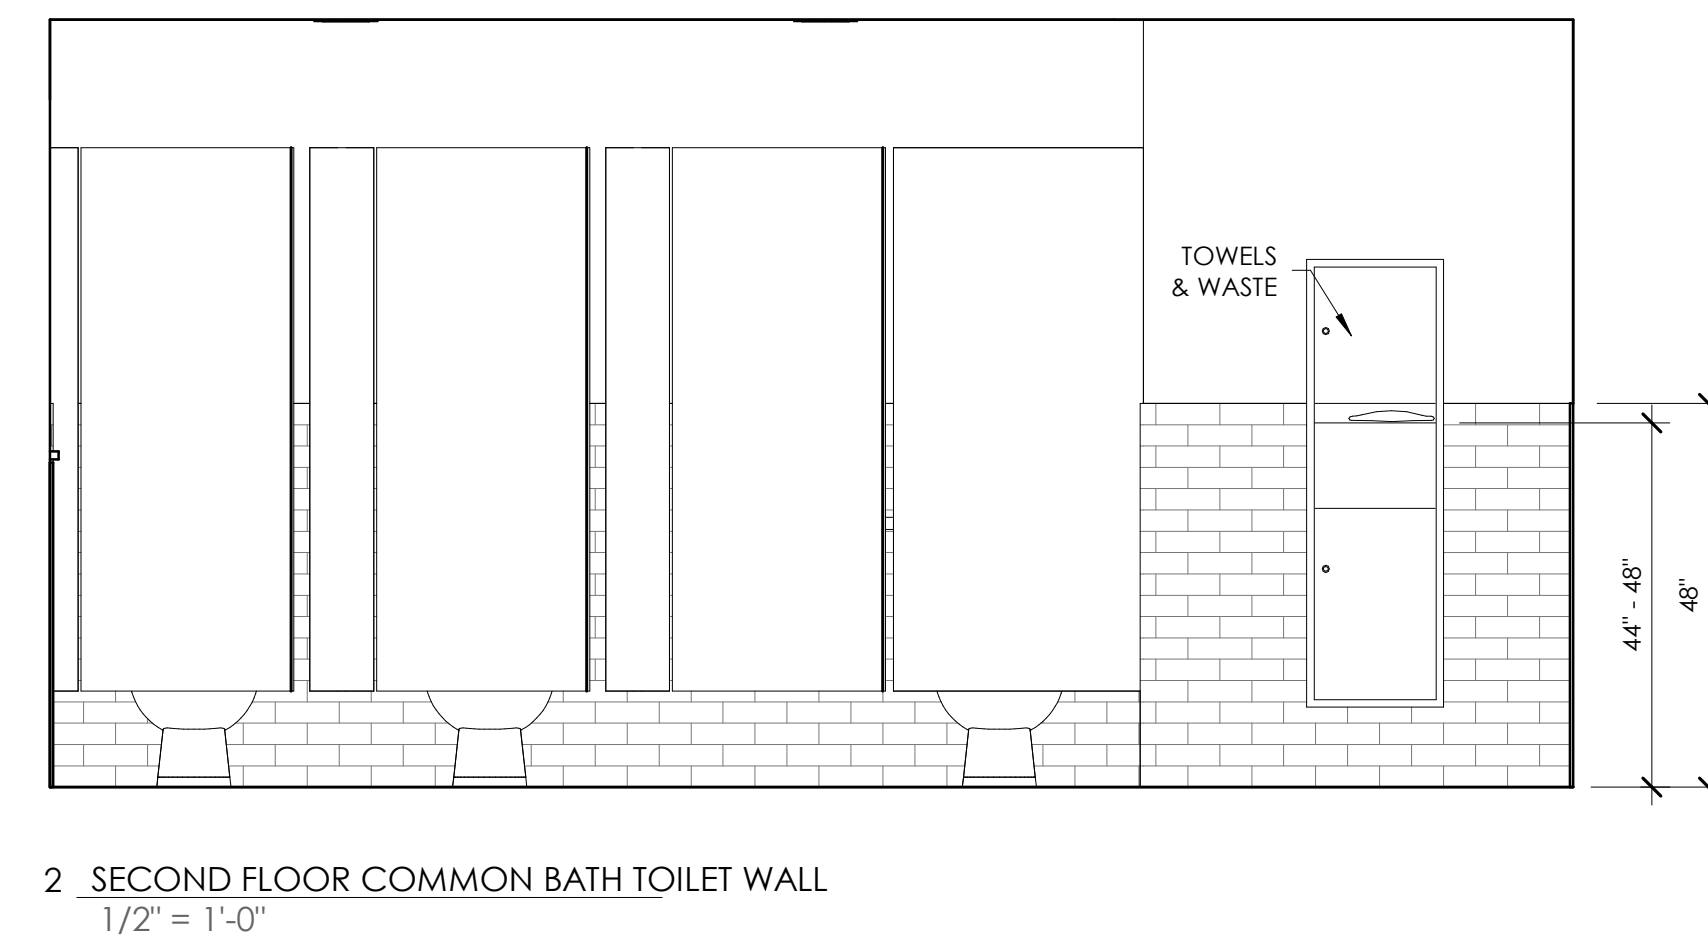 TOWELS
& WASTE
44" - 48"
48"
2 SECOND FLOOR COMMON BATH TOILET WALL
1/2" = 1'-0"